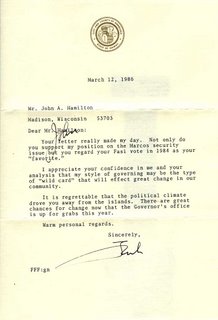 March 12, 1986
Mr. John A. Hamilton
Madison, Wisconsin 53703
Dear Mr. Hamilton:
John
Your letter really made my day. Not only do
you support my position on the Marcos security
issue but you regard your Fasi vote in 1984 as your
"favorite."
I appreciate your confidence in me and your
analysis that my style of governing may be the type
of "wild card" that will effect great change in our
community.
It is regrettable that the political climate
drove you away from the islands. There are great
chances for change now that the Governor's office
is up for grabs this year.
Warm personal regards.
Sincerely,
FFF:gm